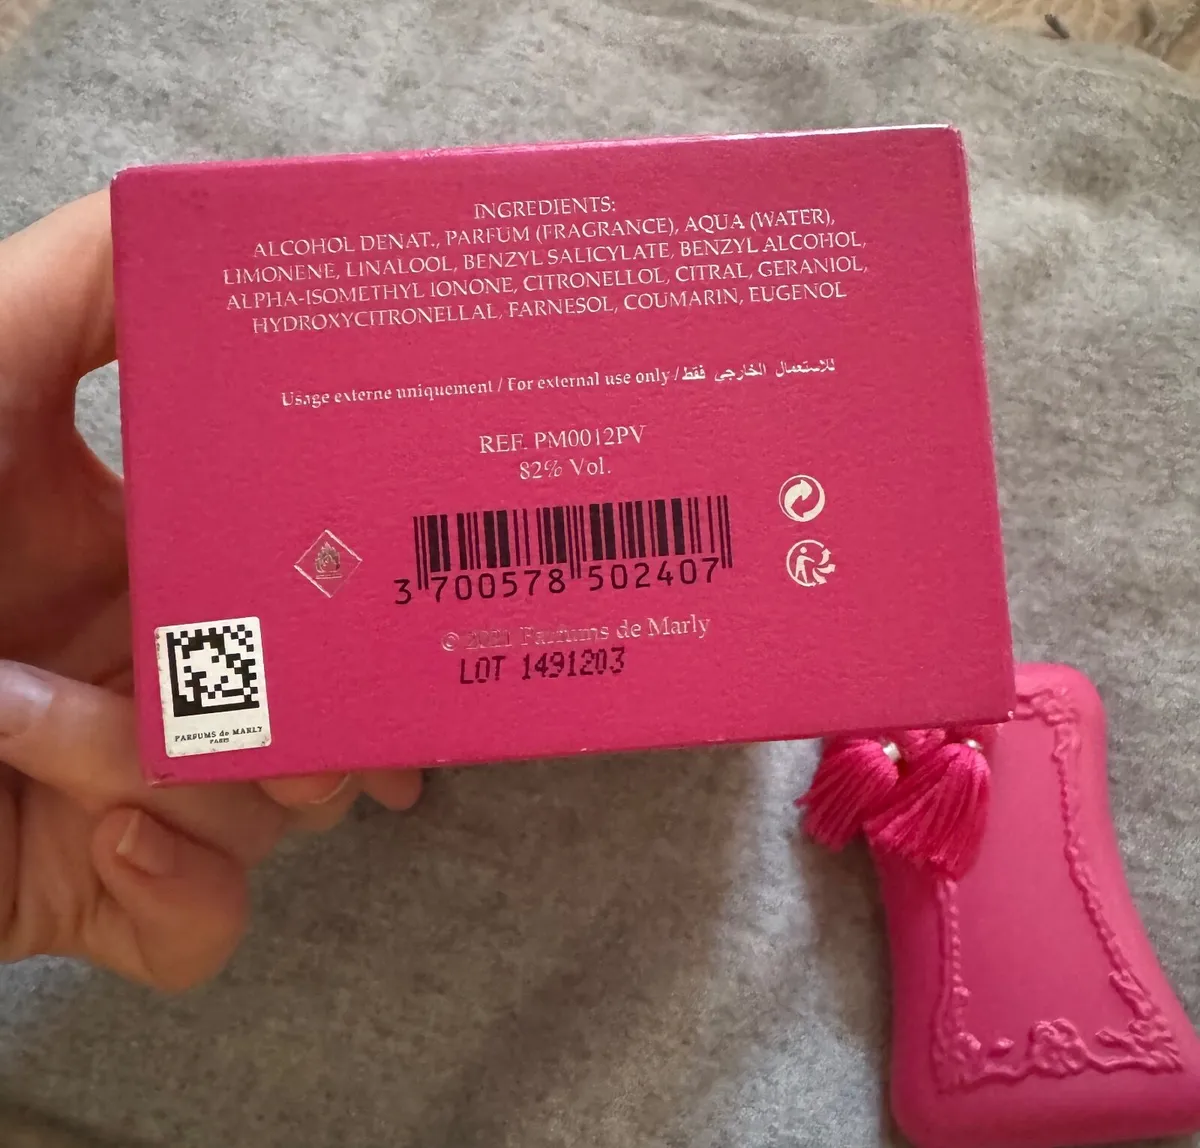 INGREDIENTS:
ALCOHOL DENAT., PARFUM (FRAGRANCE), AQUA (WATER),
LIMONENE, LINALOOL, BENZYL SALICYLATE, BENZYL ALCOHOL,
ALPHA-ISOMETHYL IONONE, CITRONELLOL, CITRAL, GERANIOL,
HYDROXYCITRONELLAL, FARNESOL, COUMARIN, EUGENOL
Usage externe uniquement / For external use only / للاستعمال الخارجي فقط
REF. PM0012PV
82% Vol.
3 700578 502407
© 2021 Parfums de Marly
LOT 1491203
PARFUMS de MARLY
PARIS